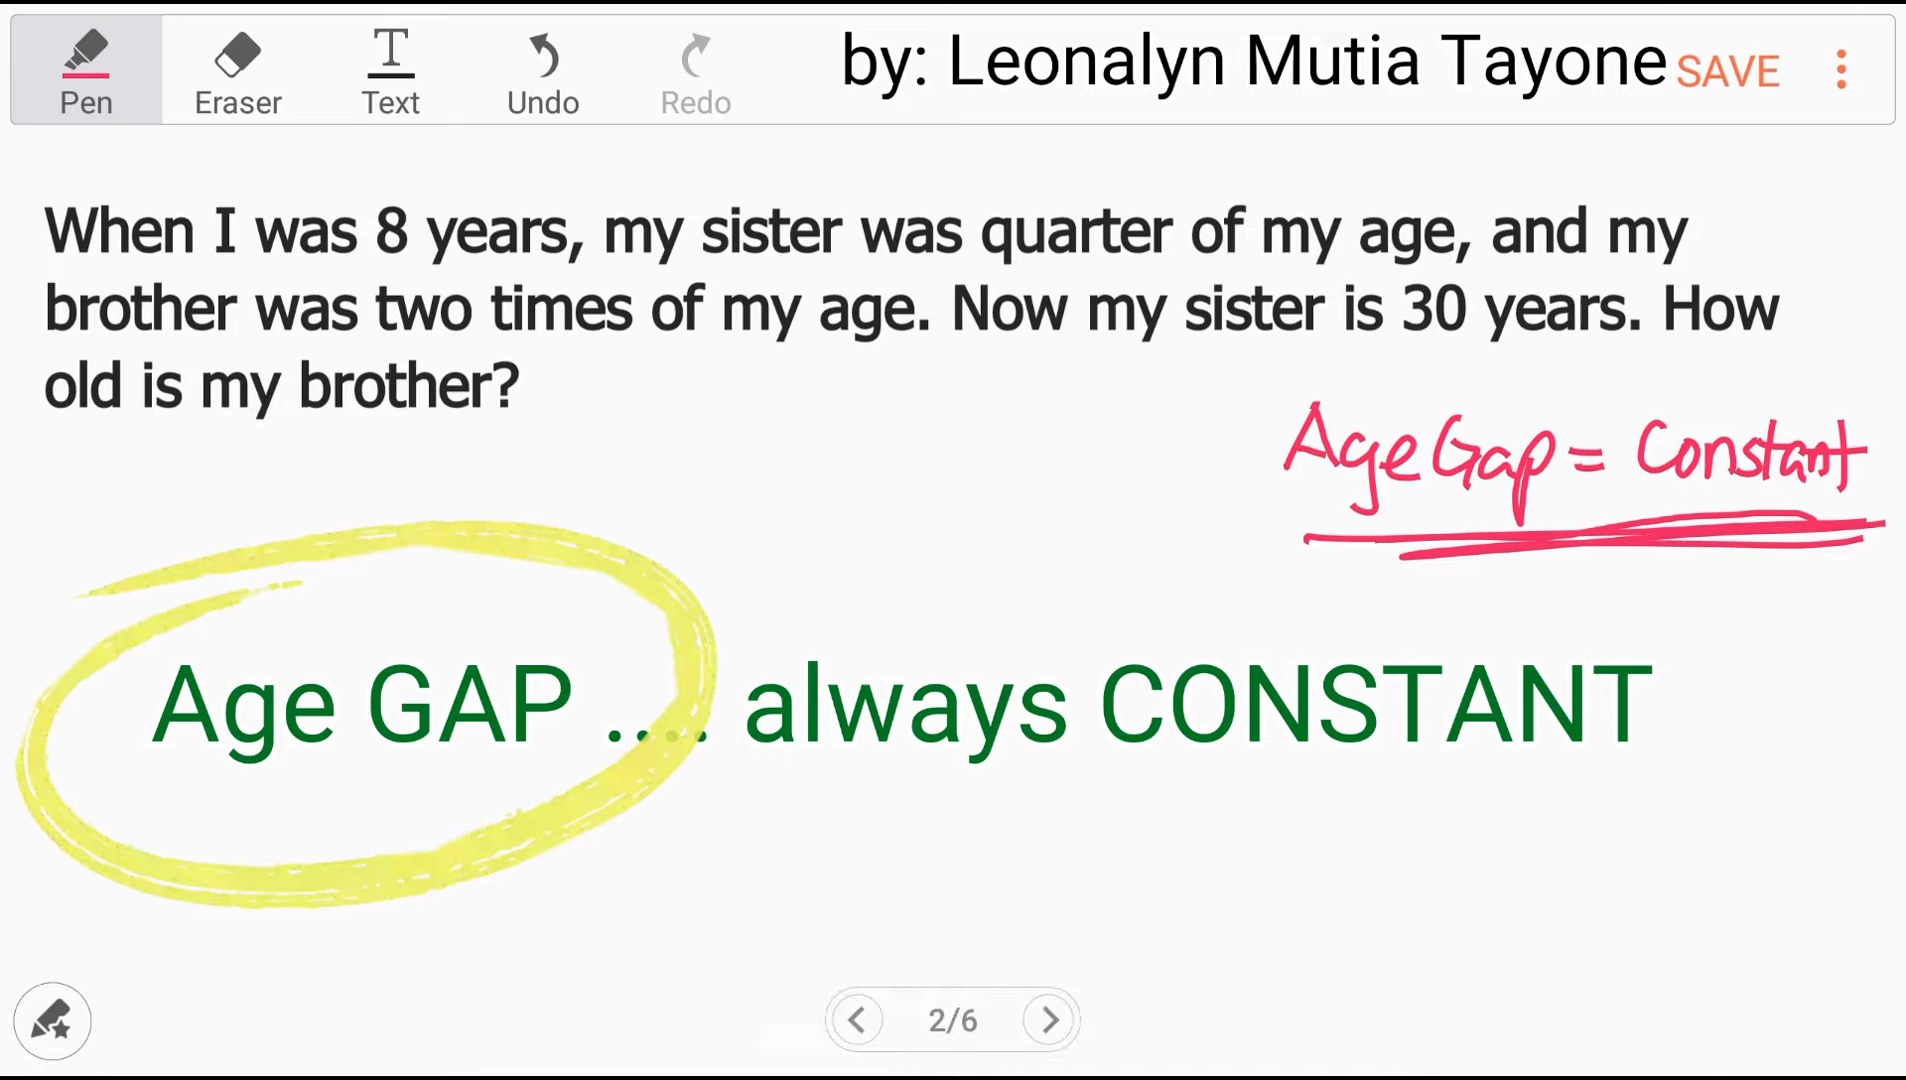 by: Leonalyn Mutia Tayone
SAVE
Pen
Eraser
Text
Undo
Redo
When I was 8 years, my sister was quarter of my age, and my
brother was two times of my age. Now my sister is 30 years. How
old is my brother?
Age Gap = Constant
Age GAP .... always CONSTANT
2/6